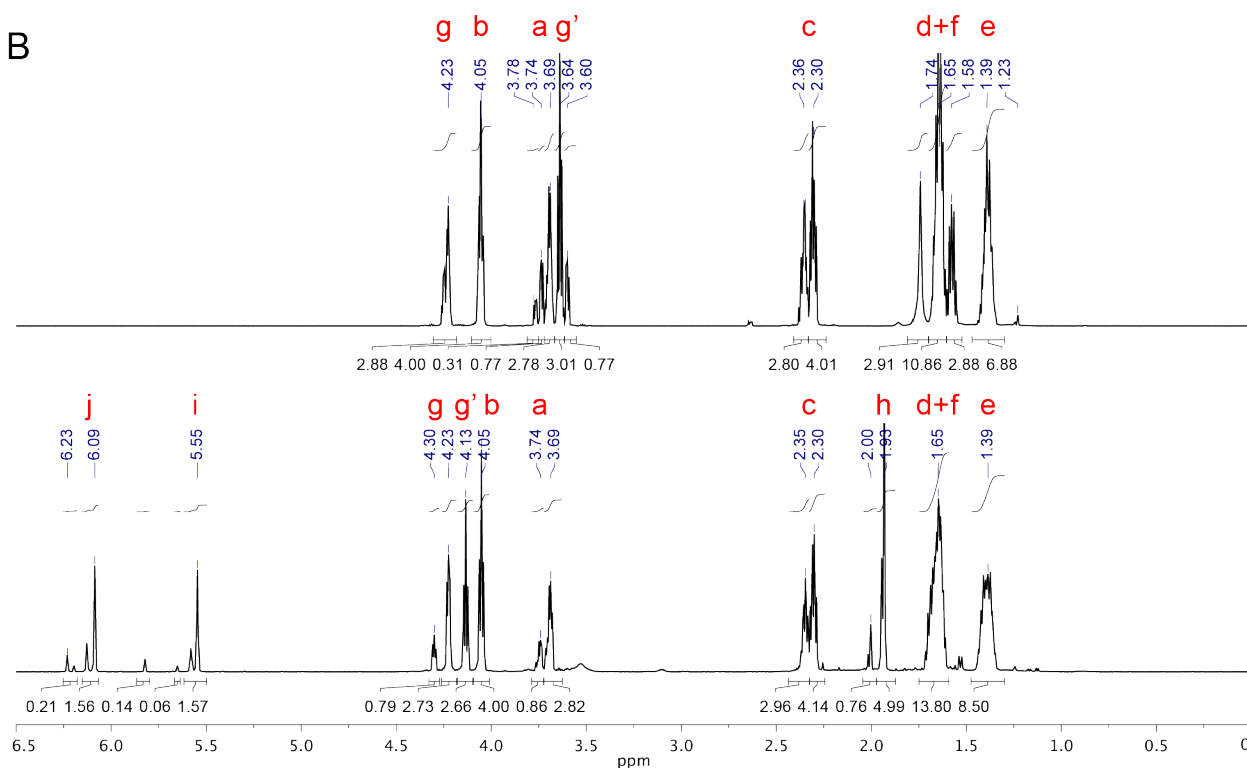 B
g b a g' c d+f e
4.23 4.05 3.78 3.74 3.69 3.64 3.60 2.36 2.30 1.74 1.65 1.58 1.39 1.23
2.88 4.00 0.31 0.77 2.78 3.01 0.77 2.80 4.01 2.91 10.86 2.88 6.88
j i g g' b a c h d+f e
6.23 6.09 5.55 4.30 4.23 4.13 4.05 3.74 3.69 2.35 2.30 2.00 1.93 1.65 1.39
0.21 1.56 0.14 0.06 1.57 0.79 2.73 2.66 4.00 0.86 2.82 2.96 4.14 0.76 4.99 13.80 8.50
6.5 6.0 5.5 5.0 4.5 4.0 3.5 3.0 2.5 2.0 1.5 1.0 0.5
ppm